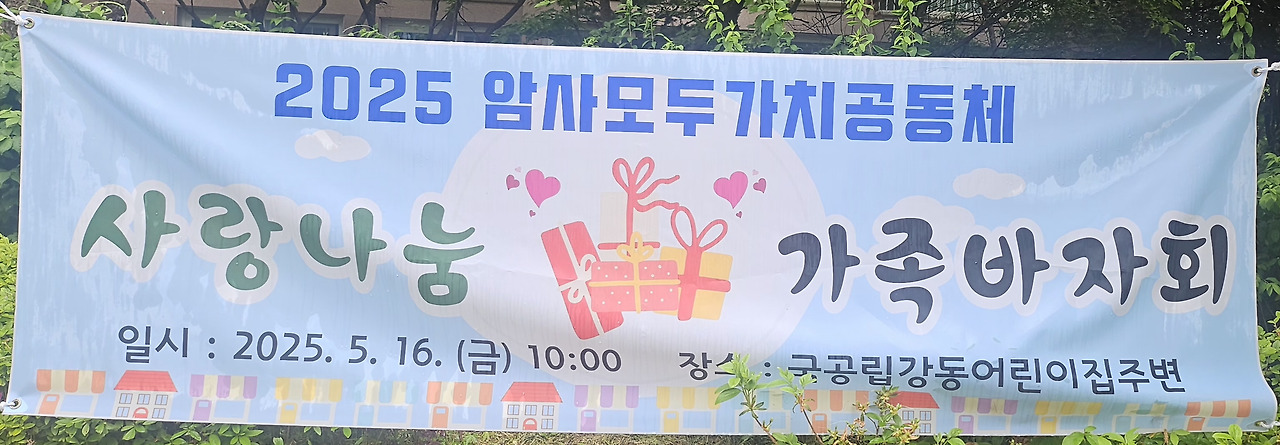 2025 암사모두가치공동체
사랑나눔 가족바자회
일시 : 2025. 5. 16. (금) 10:00 장소 : 국공립강동어린이집주변